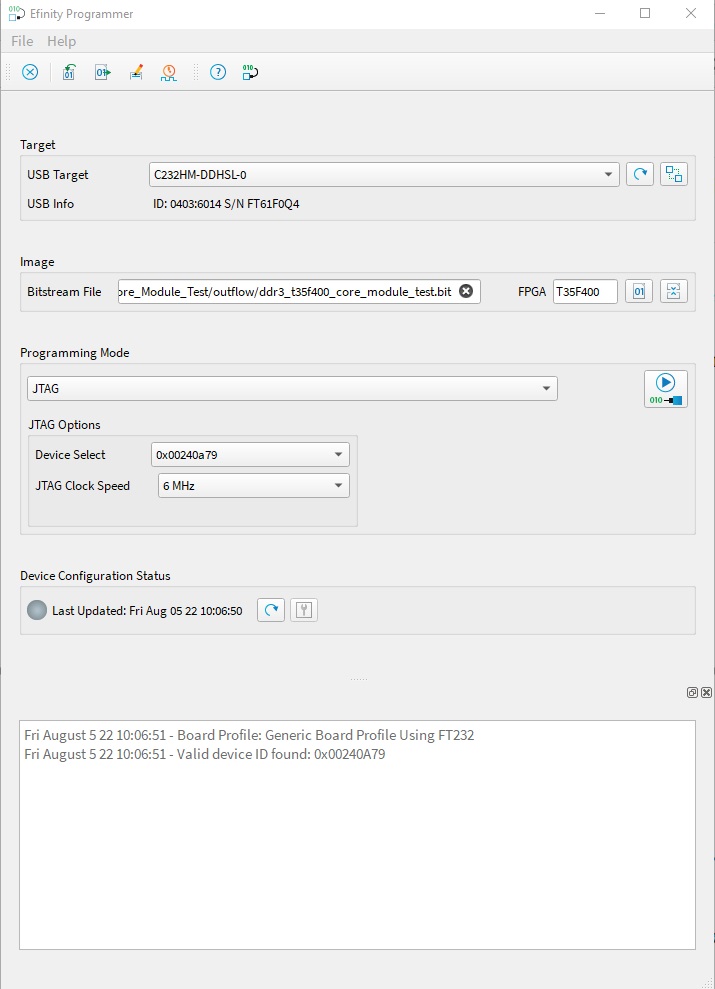 Efinity Programmer
File Help
Target
USB Target C232HM-DDHSL-0
USB Info ID: 0403:6014 S/N FT61F0Q4
Image
Bitstream File ore_Module_Test/outflow/ddr3_t35f400_core_module_test.bit FPGA T35F400
Programming Mode
JTAG
JTAG Options
Device Select 0x00240a79
JTAG Clock Speed 6 MHz
Device Configuration Status
Last Updated: Fri Aug 05 22 10:06:50
Fri August 5 22 10:06:51 - Board Profile: Generic Board Profile Using FT232
Fri August 5 22 10:06:51 - Valid device ID found: 0x00240A79